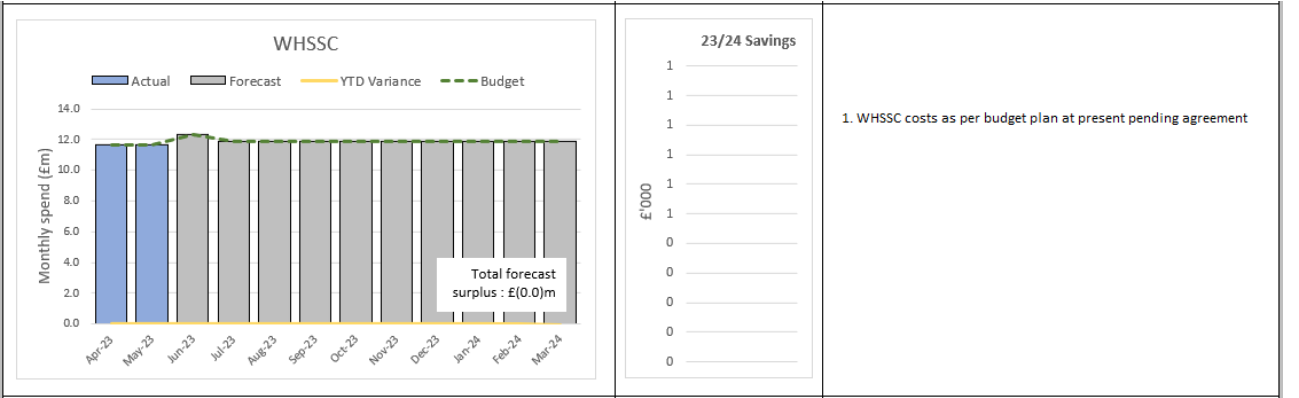 WHSSC
Actual Forecast YTD Variance Budget
14.0
12.0
10.0
8.0
6.0
4.0
2.0
0.0
Monthly spend (£m)
Total forecast
surplus : £(0.0)m
Apr-23 May-23 Jun-23 Jul-23 Aug-23 Sep-23 Oct-23 Nov-23 Dec-23 Jan-24 Feb-24 Mar-24
23/24 Savings
1
1
1
1
1
1
0
0
0
0
0
£'000
1. WHSSC costs as per budget plan at present pending agreement